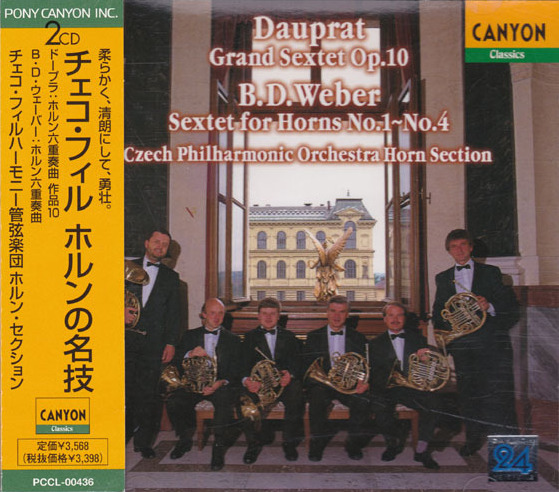 PONY CANYON INC.
2CD
柔らかく、清朗にして、勇壮。
チェコ・フィル ホルンの名技
ドープラ:ホルン六重奏曲 作品10
B・D・ウェーバー:ホルン六重奏曲
チェコ・フィルハーモニー管弦楽団 ホルン・セクション
CANYON
Classics
定価¥3,568
(税抜価格¥3,398)
PCCL-00436
Dauprat
Grand Sextet Op.10
B.D.Weber
Sextet for Horns No.1~No.4
Czech Philharmonic Orchestra Horn Section
CANYON
Classics
24